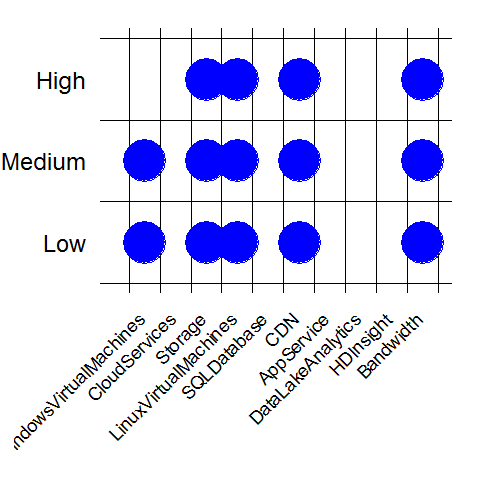 High
Medium
Low
ndowsVirtualMachines
CloudServices
Storage
LinuxVirtualMachines
SQLDatabase
CDN
AppService
DataLakeAnalytics
HDInsight
Bandwidth